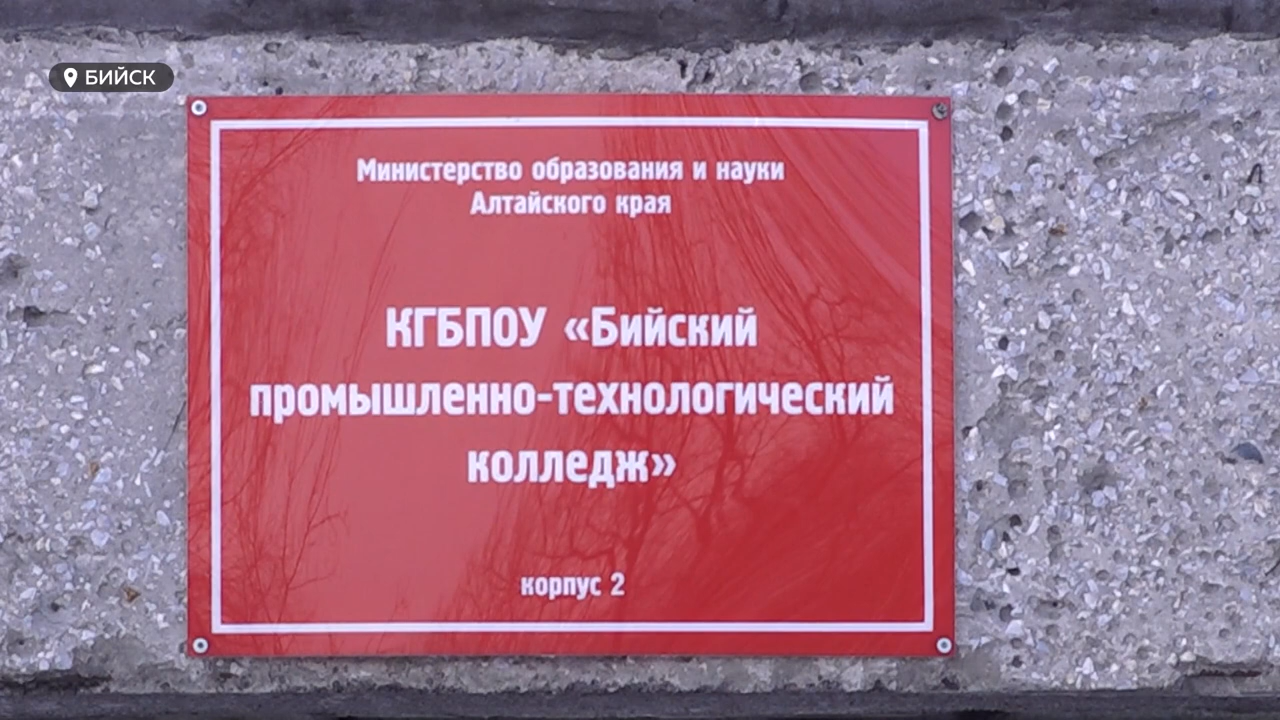 БИЙСК
Министерство образования и науки
Алтайского края
КГБПОУ «Бийский
промышленно-технологический
колледж»
корпус 2